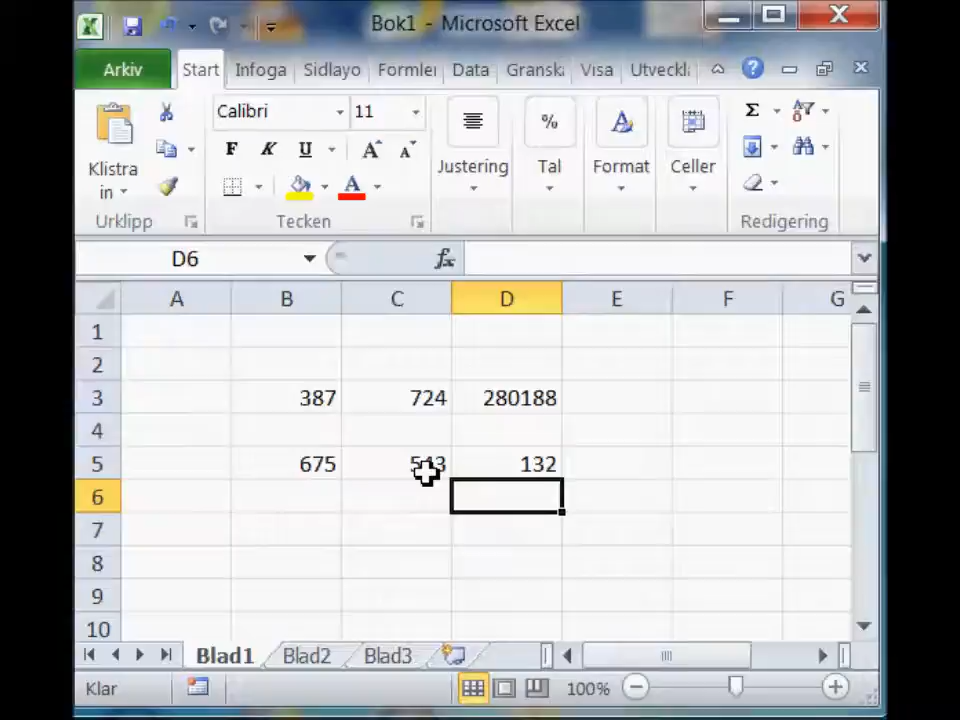 Bok1 - Microsoft Excel
Arkiv Start Infoga Sidlayo Formler Data Granska Visa Utveckl
Calibri 11
F K U A A
Klistra in
Justering Tal Format Celler
Urklipp Tecken Redigering
D6 fx
A B C D E F G
1
2
3 387 724 280188
4
5 675 543 132
6
7
8
9
10
Blad1 Blad2 Blad3
Klar 100%